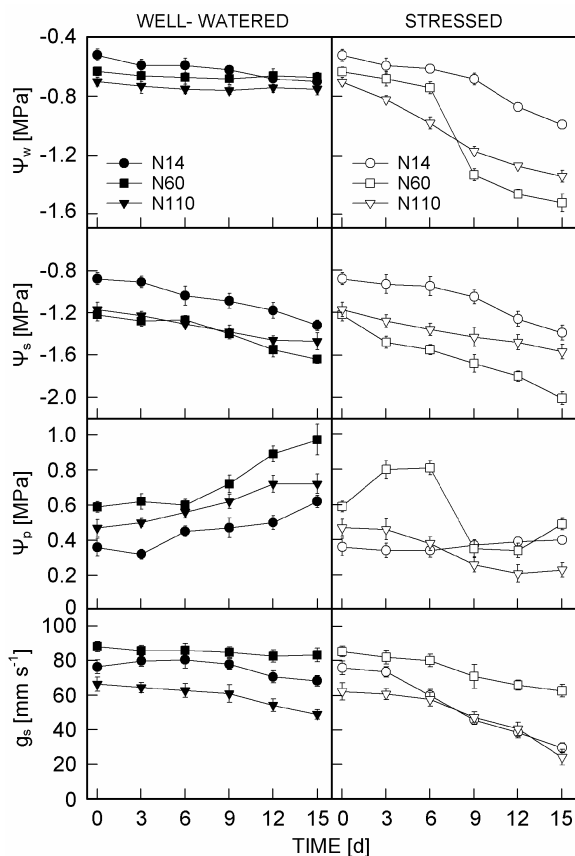 WELL- WATERED STRESSED
-0.4
-0.8
-1.2
-1.6
Ψw [MPa]
N14 N14
N60 N60
N110 N110
-0.8
-1.2
-1.6
-2.0
Ψs [MPa]
1.0
0.8
0.6
0.4
0.2
0
Ψp [MPa]
100
80
60
40
20
0
gs [mm s-1]
0 3 6 9 12 15 0 3 6 9 12 15
TIME [d]